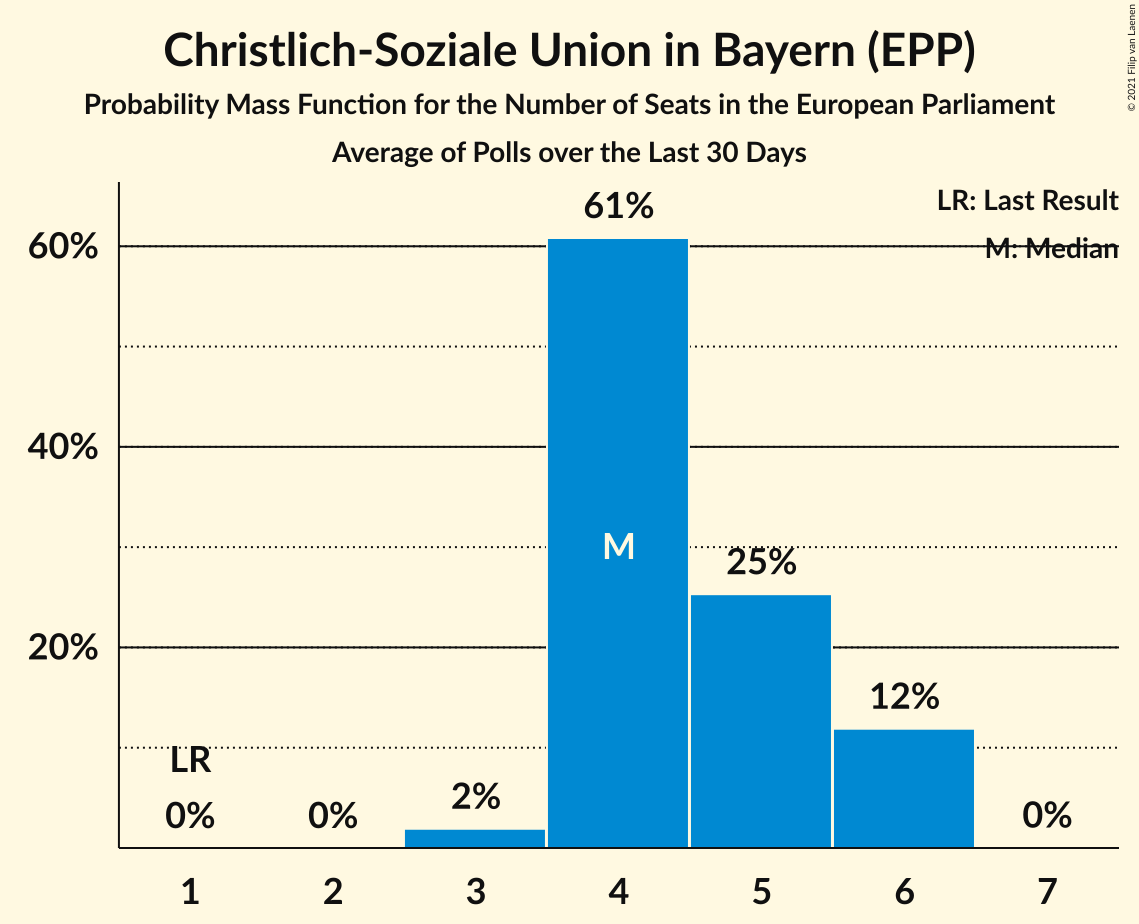 Christlich-Soziale Union in Bayern (EPP)
Probability Mass Function for the Number of Seats in the European Parliament
Average of Polls over the Last 30 Days
© 2021 Filip van Laenen
LR: Last Result
M: Median
61%
60%
40%
M
25%
20%
12%
LR
0%
0%
2%
0%
1 2 3 4 5 6 7